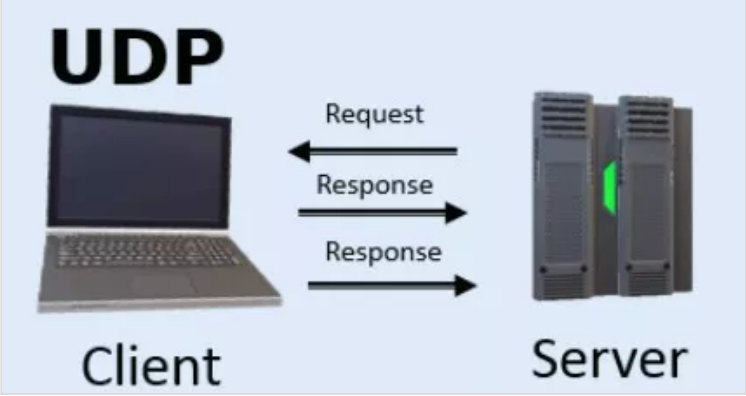 UDP
Request
Response
Response
Client
Server